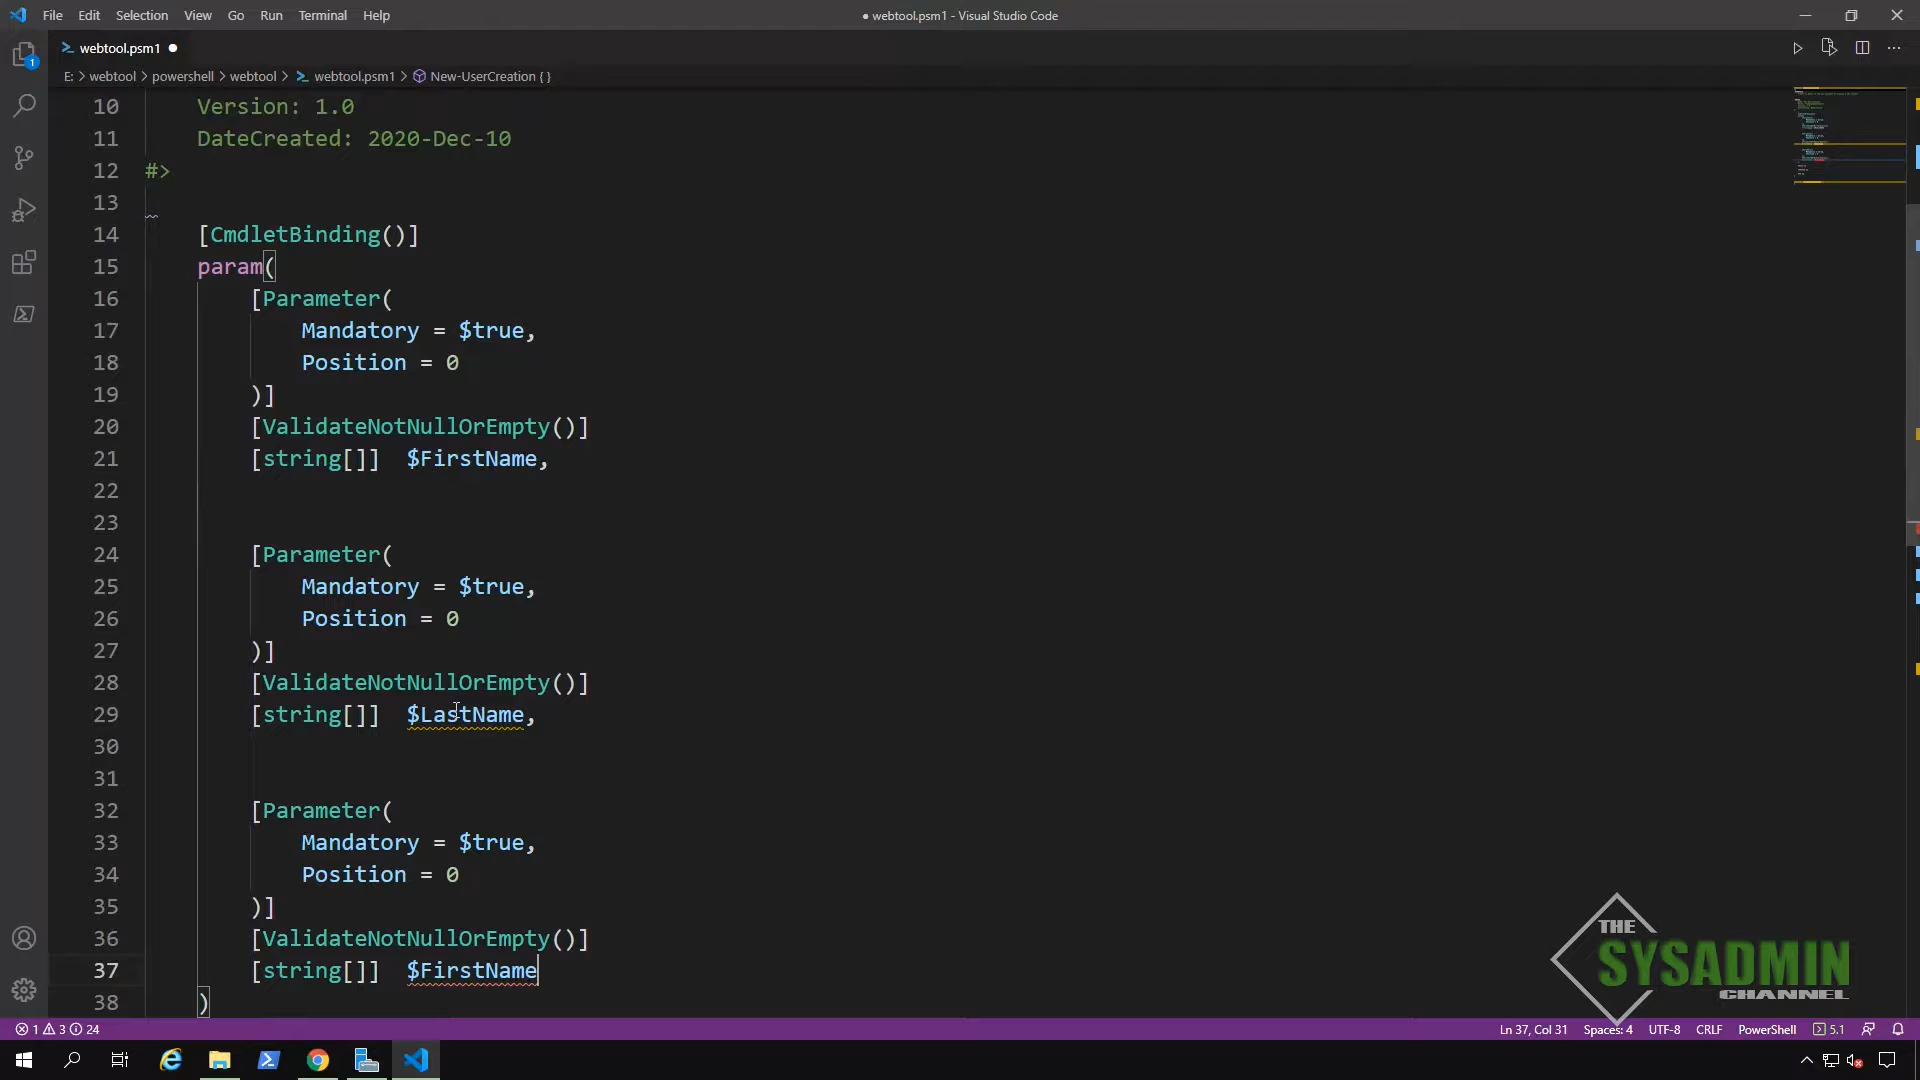 File Edit Selection View Go Run Terminal Help
● webtool.psm1 - Visual Studio Code
webtool.psm1 ●
E: > webtool > powershell > webtool > webtool.psm1 > New-UserCreation { }
1
10 Version: 1.0
11 DateCreated: 2020-Dec-10
12 #>
13
14 [CmdletBinding()]
15 param(
16 [Parameter(
17 Mandatory = $true,
18 Position = 0
19 )]
20 [ValidateNotNullOrEmpty()]
21 [string[]]  $FirstName,
22
23
24 [Parameter(
25 Mandatory = $true,
26 Position = 0
27 )]
28 [ValidateNotNullOrEmpty()]
29 [string[]]  $LastName,
30
31
32 [Parameter(
33 Mandatory = $true,
34 Position = 0
35 )]
36 [ValidateNotNullOrEmpty()]
37 [string[]]  $FirstName
38 )
THE
SYSADMIN
CHANNEL
1 3 24
Ln 37, Col 31 Spaces: 4 UTF-8 CRLF PowerShell 5.1